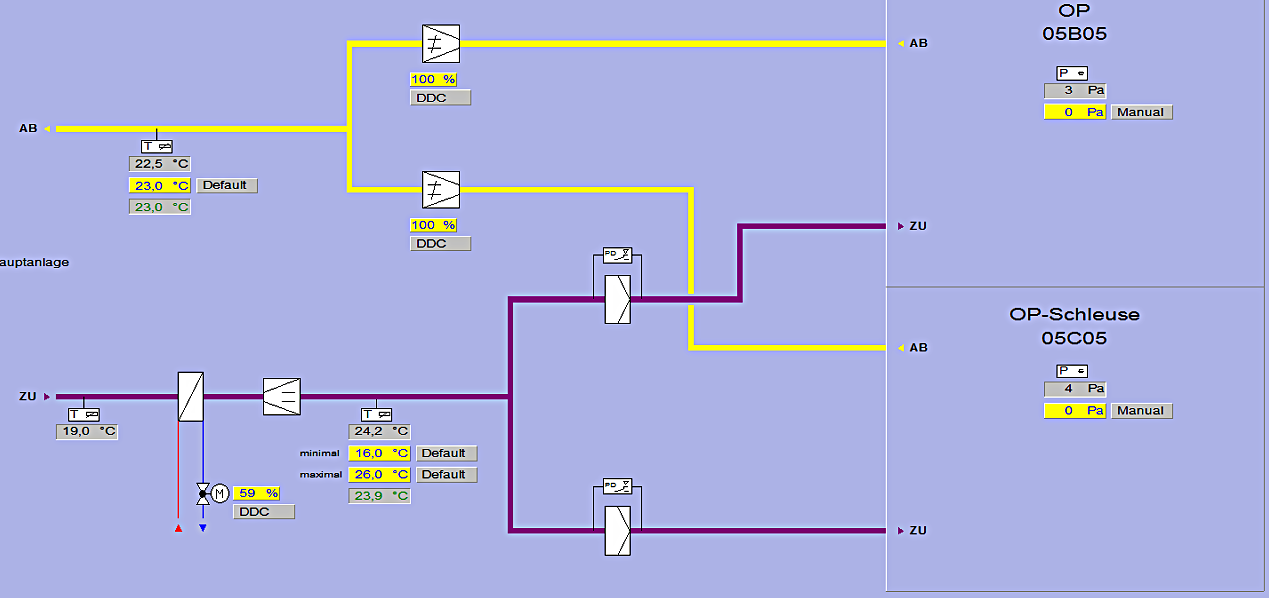 OP
05B05
AB
P
3 Pa
0 Pa Manual
100 %
DDC
AB
T
22,5 °C
23,0 °C Default
23,0 °C
100 %
DDC
ZU
PD
auptanlage
OP-Schleuse
05C05
AB
P
4 Pa
0 Pa Manual
ZU
T
19,0 °C
T
24,2 °C
minimal 16,0 °C Default
maximal 26,0 °C Default
23,9 °C
M
59 %
DDC
PD
ZU